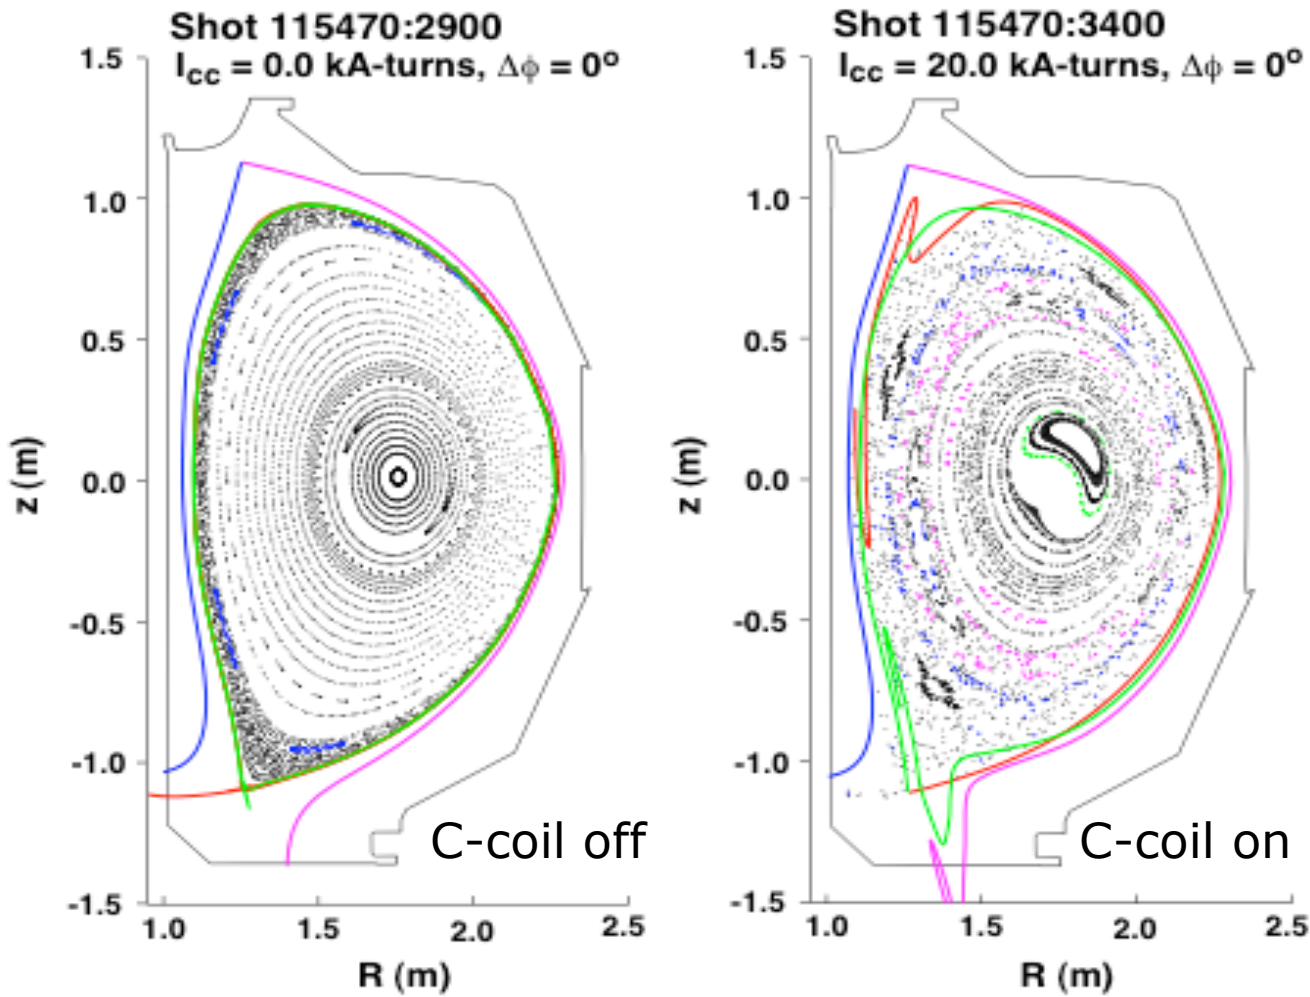 Shot 115470:2900
Icc = 0.0 kA-turns, Δϕ = 0°
1.5
1.0
0.5
0.0
-0.5
-1.0
-1.5
z (m)
C-coil off
1.0
1.5
2.0
2.5
R (m)
Shot 115470:3400
Icc = 20.0 kA-turns, Δϕ = 0°
1.5
1.0
0.5
0.0
-0.5
-1.0
-1.5
z (m)
C-coil on
1.0
1.5
2.0
2.5
R (m)